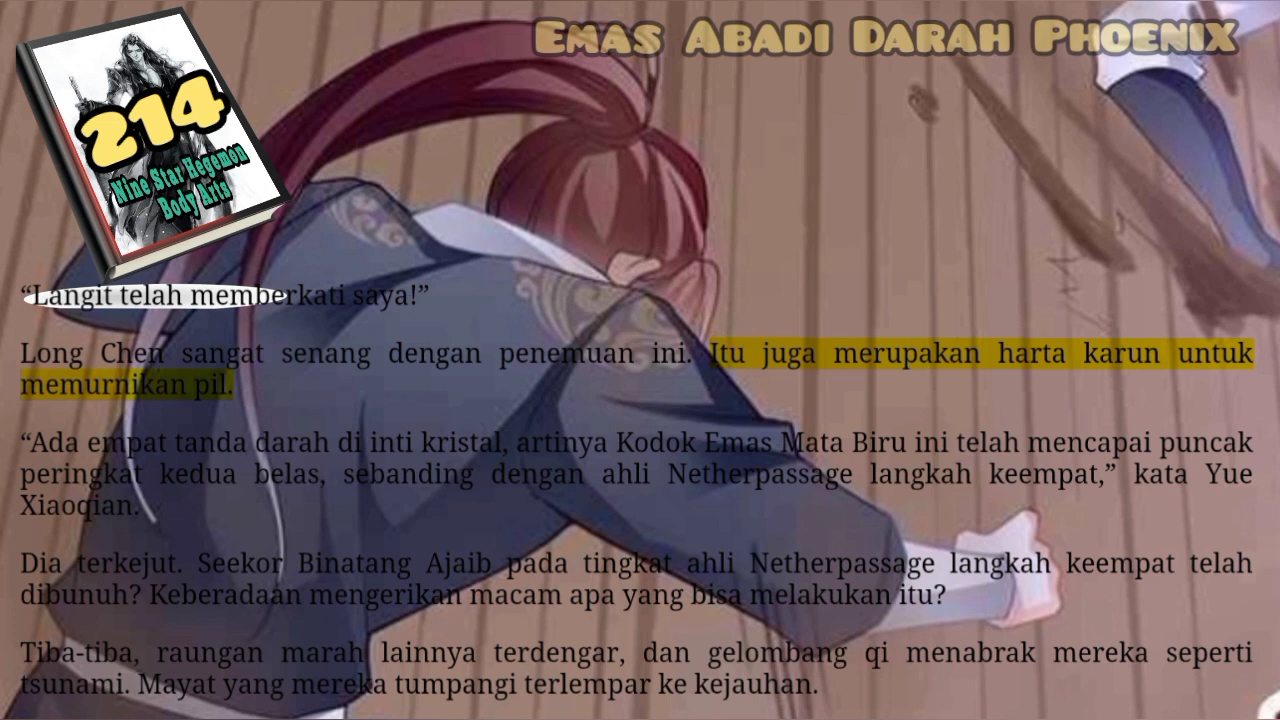 Emas Abadi Darah Phoenix
214
Nine Star Hegemon
Body Arts
“Langit telah memberkati saya!”
Long Chen sangat senang dengan penemuan ini. Itu juga merupakan harta karun untuk
memurnikan pil.
“Ada empat tanda darah di inti kristal, artinya Kodok Emas Mata Biru ini telah mencapai puncak
peringkat kedua belas, sebanding dengan ahli Netherpassage langkah keempat,” kata Yue
Xiaoqian.
Dia terkejut. Seekor Binatang Ajaib pada tingkat ahli Netherpassage langkah keempat telah
dibunuh? Keberadaan mengerikan macam apa yang bisa melakukan itu?
Tiba-tiba, raungan marah lainnya terdengar, dan gelombang qi menabrak mereka seperti
tsunami. Mayat yang mereka tumpangi terlempar ke kejauhan.